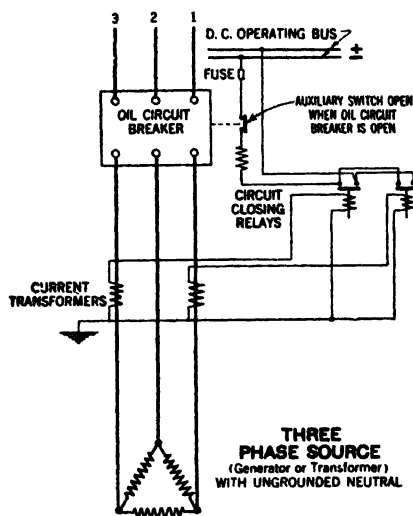 3 2 1
D.C. OPERATING BUS
+
-
FUSE
OIL CIRCUIT
BREAKER
AUXILIARY SWITCH OPEN
WHEN OIL CIRCUIT
BREAKER IS OPEN
CIRCUIT
CLOSING
RELAYS
CURRENT
TRANSFORMERS
THREE
PHASE SOURCE
(Generator or Transformer)
WITH UNGROUNDED NEUTRAL